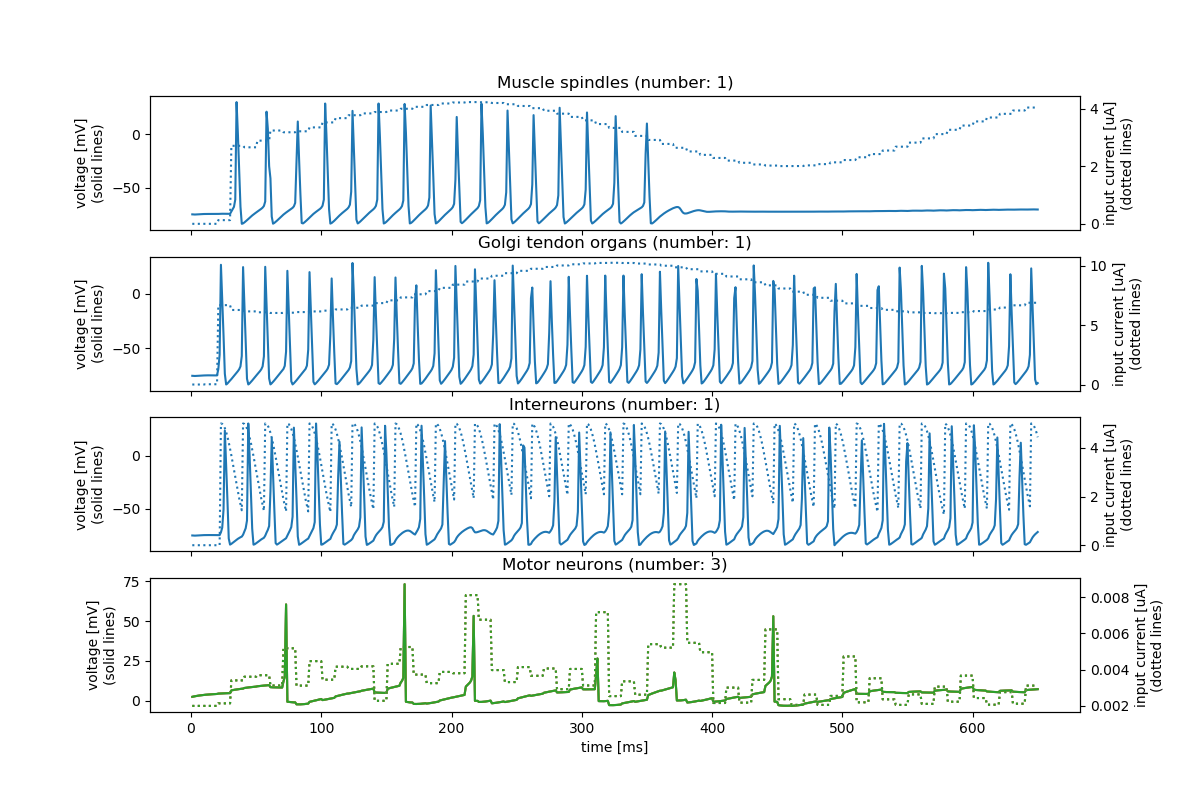 Muscle spindles (number: 1)
voltage [mV]
(solid lines)
0
−50
4
2
0
input current [uA]
(dotted lines)
Golgi tendon organs (number: 1)
voltage [mV]
(solid lines)
0
−50
10
5
0
input current [uA]
(dotted lines)
Interneurons (number: 1)
voltage [mV]
(solid lines)
0
−50
4
2
0
input current [uA]
(dotted lines)
Motor neurons (number: 3)
voltage [mV]
(solid lines)
75
50
25
0
0.008
0.006
0.004
0.002
input current [uA]
(dotted lines)
0 100 200 300 400 500 600
time [ms]